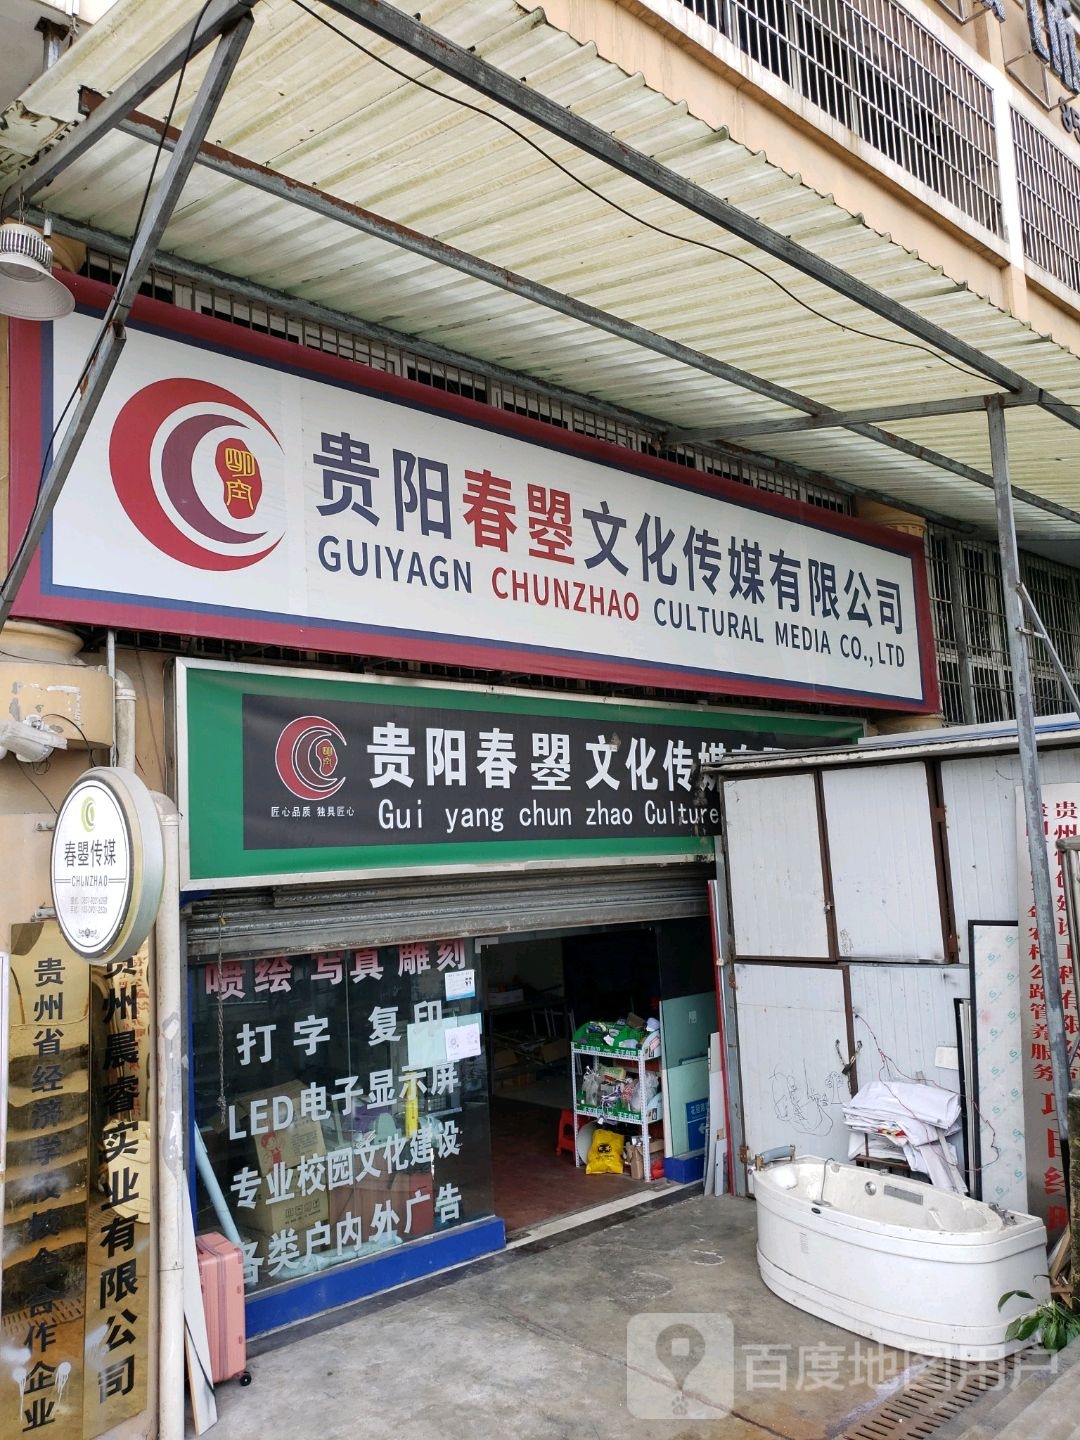 贵阳春曌文化传媒有限公司
GUIYAGN CHUNZHAO CULTURAL MEDIA CO.,LTD
明空
贵阳春曌文化传媒有
Gui yang chun zhao Culture
匠心品质 独具匠心
春曌传媒
CHUNZHAO
喷绘 写真 雕刻
打字 复印
LED电子显示屏
专业校园文化建设
各类户内外广告
贵州省经济学校校企合作企业
贵州晨睿实业有限公司
百度地图用户